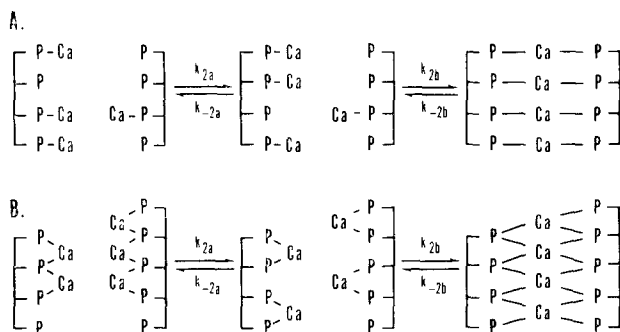 A.
P-Ca P P-Ca P P — Ca — P
k2a k2b
P P P-Ca P P — Ca — P
k-2a k-2b
P-Ca Ca-P P Ca-P P — Ca — P
P-Ca P P-Ca P P — Ca — P
B.
P P
Ca Ca Ca
P P k2a P P k2b P P
Ca Ca Ca Ca
P P P P P P
k-2a k-2b
Ca Ca Ca Ca
P P P P P P
Ca Ca
P P P P P P